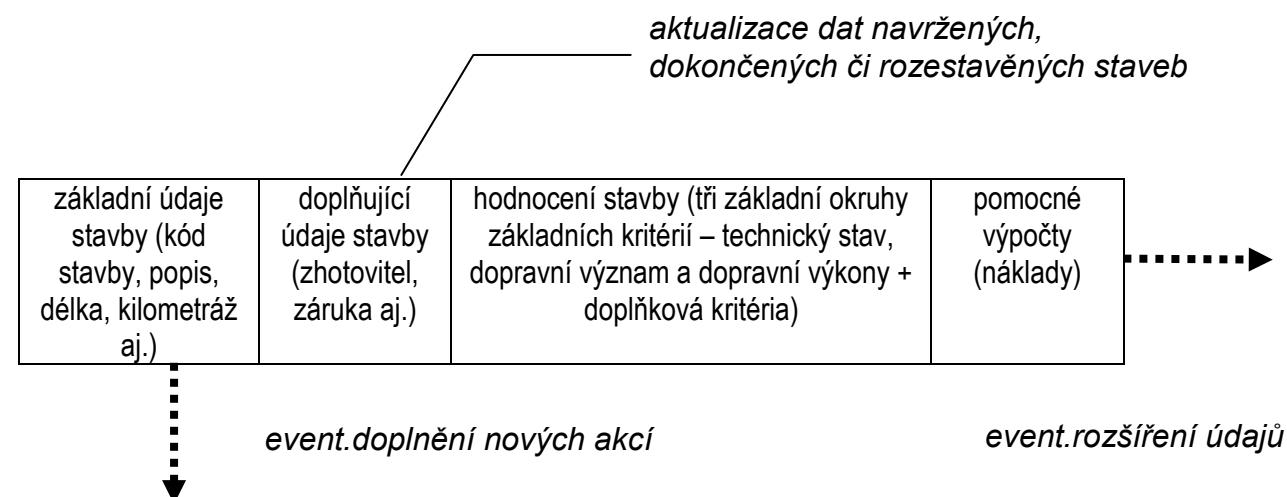 aktualizace dat navržených,
dokončených či rozestavěných staveb
základní údaje
stavby (kód
stavby, popis,
délka, kilometráž
aj.)
doplňující
údaje stavby
(zhotovitel,
záruka aj.)
hodnocení stavby (tři základní okruhy
základních kritérií – technický stav,
dopravní význam a dopravní výkony +
doplňková kritéria)
pomocné
výpočty
(náklady)
event.doplnění nových akcí
event.rozšíření údajů